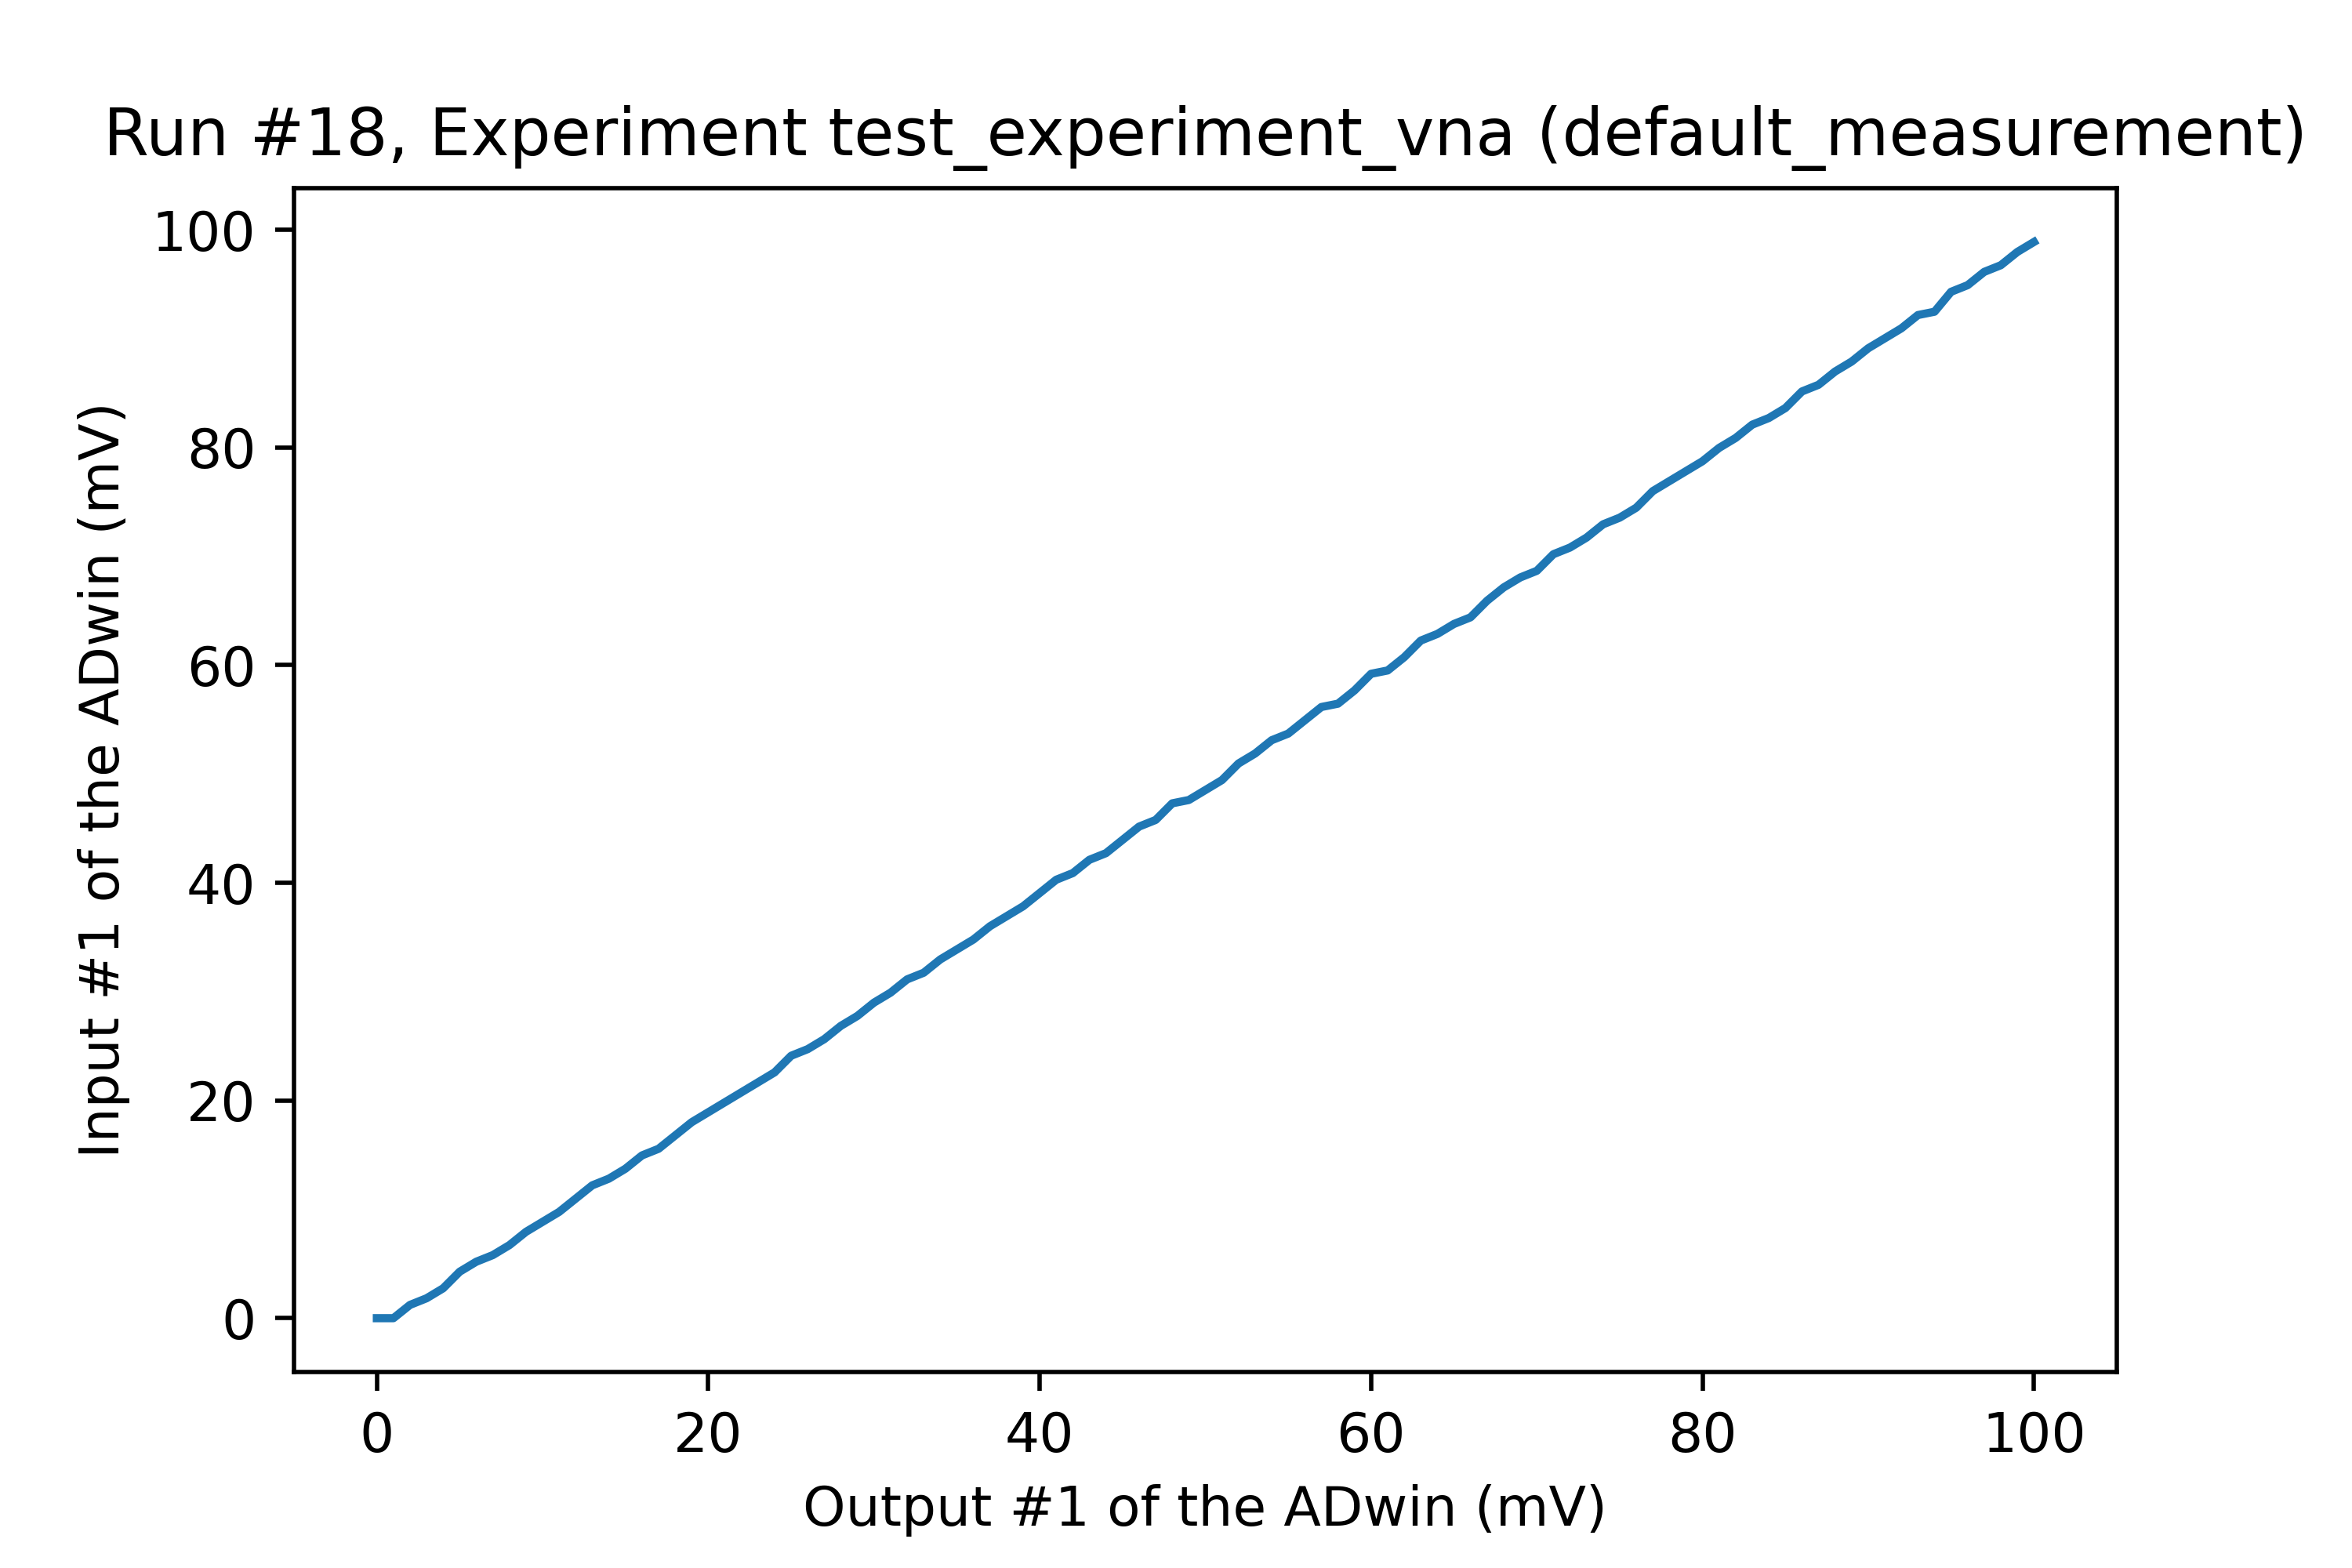 Run #18, Experiment test_experiment_vna (default_measurement)
Input #1 of the ADwin (mV)
100
80
60
40
20
0
0 20 40 60 80 100
Output #1 of the ADwin (mV)